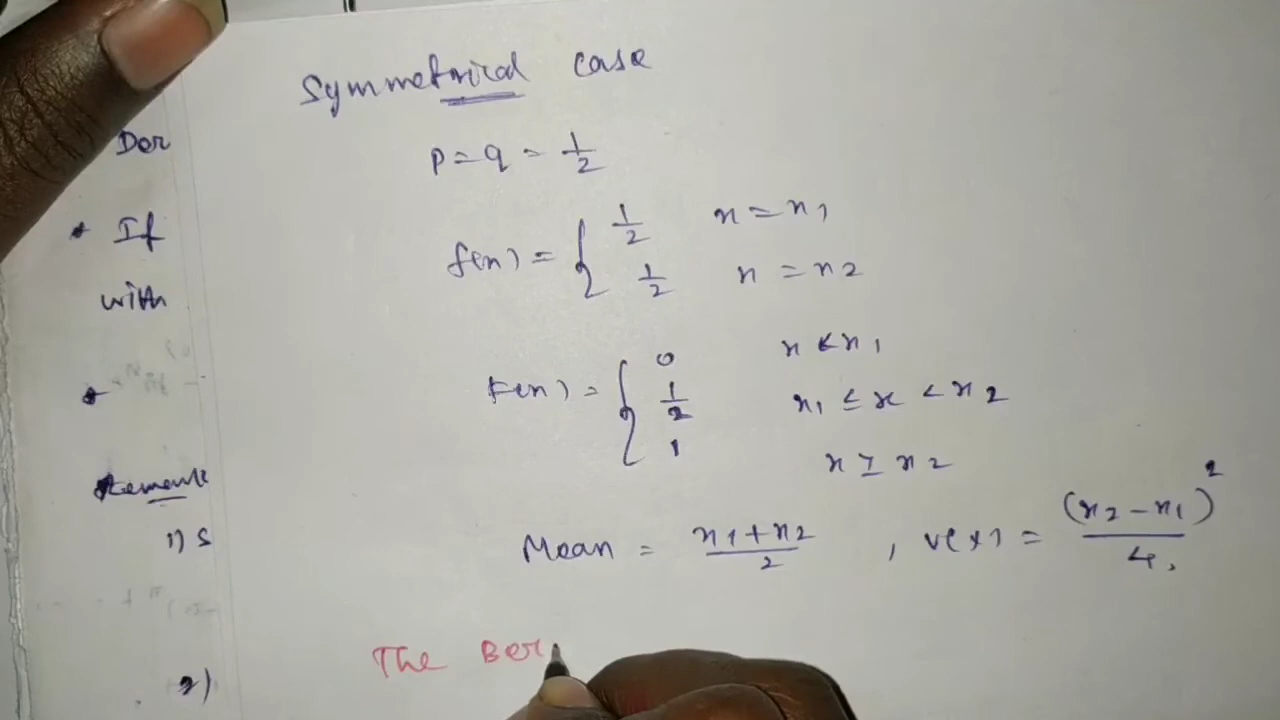 Symmetrical case
p = q = 1/2
f(x) = { 1/2 x = x1
1/2 x = x2
F(x) = { 0 x < x1
1/2 x1 ≤ x < x2
1 x ≥ x2
Mean = x1 + x2 / 2 , V(X) = (x2 - x1)^2 / 4.
The Ber
Der
* If
with
*
Remark
1) S
2)